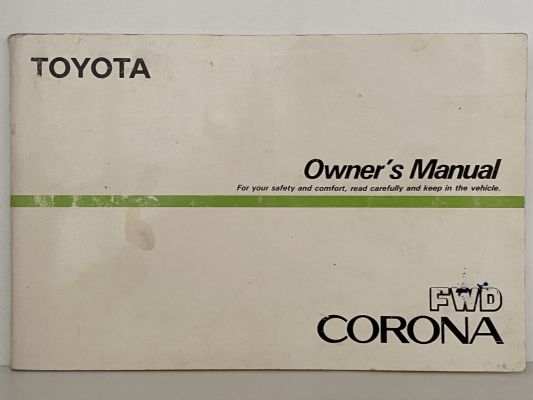 TOYOTA
Owner's Manual
For your safety and comfort, read carefully and keep in the vehicle.
FWD
CORONA